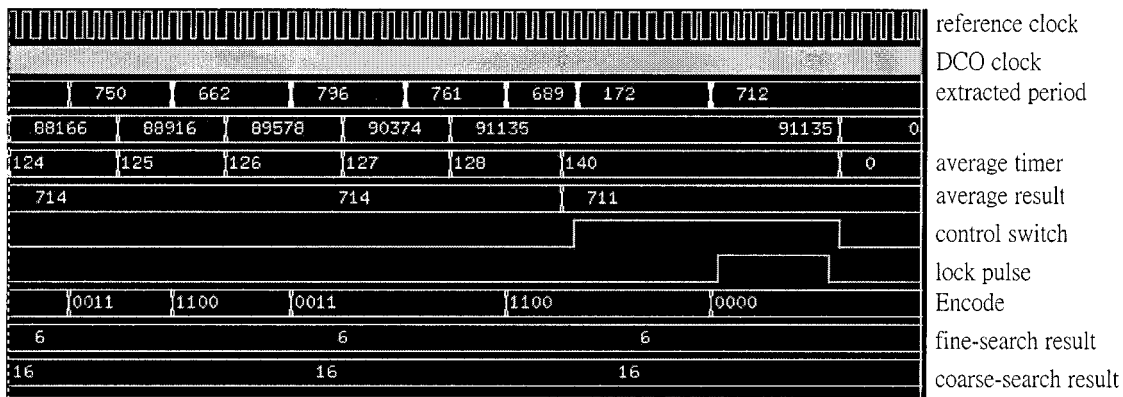 reference clock
DCO clock
750 662 796 761 689 172 712 extracted period
88166 88916 89578 90374 91135 91135 0
124 125 126 127 128 140 0 average timer
714 714 711 average result
control switch
lock pulse
0011 1100 0011 1100 0000 Encode
6 6 6 fine-search result
16 16 16 coarse-search result